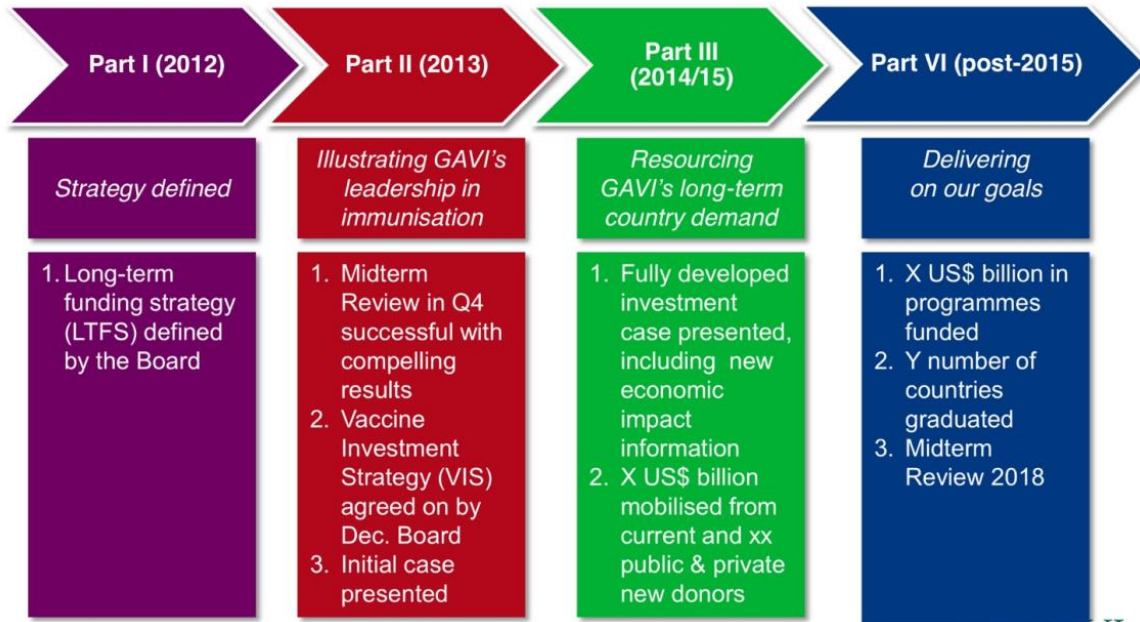 Part I (2012)
Part II (2013)
Part III
(2014/15)
Part VI (post-2015)
Strategy defined
Illustrating GAVI's
leadership in
immunisation
Resourcing
GAVI's long-term
country demand
Delivering
on our goals
1. Long-term
funding strategy
(LTFS) defined
by the Board
1. Midterm
Review in Q4
successful with
compelling
results
2. Vaccine
Investment
Strategy (VIS)
agreed on by
Dec. Board
3. Initial case
presented
1. Fully developed
investment
case presented,
including new
economic
impact
information
2. X US$ billion
mobilised from
current and xx
public & private
new donors
1. X US$ billion in
programmes
funded
2. Y number of
countries
graduated
3. Midterm
Review 2018